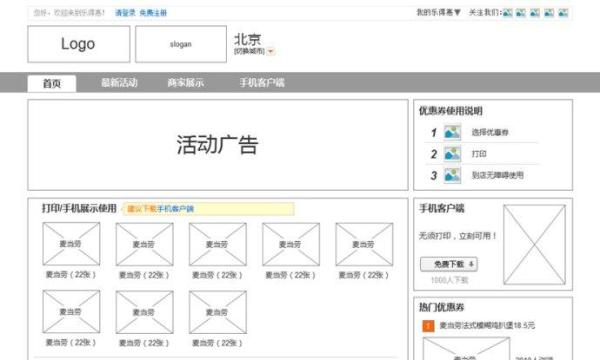 您好，欢迎来到乐得惠！ 请登录 免费注册 我的乐得惠▼ 关注我们：
Logo slogan 北京
[切换城市]
首页 最新活动 商家展示 手机客户端
活动广告
优惠券使用说明
1 选择优惠券
2 打印
3 到店无障碍使用
打印/手机展示使用 建议下载手机客户端
麦当劳 麦当劳 麦当劳 麦当劳 麦当劳
麦当劳（22张） 麦当劳（22张） 麦当劳（22张） 麦当劳（22张） 麦当劳（22张）
麦当劳 麦当劳 麦当劳
麦当劳（22张） 麦当劳（22张） 麦当劳（22张）
手机客户端
无须打印，立刻可用！
免费下载
1000人下载
热门优惠券
1 麦当劳法式模糊鸡扒堡18.5元